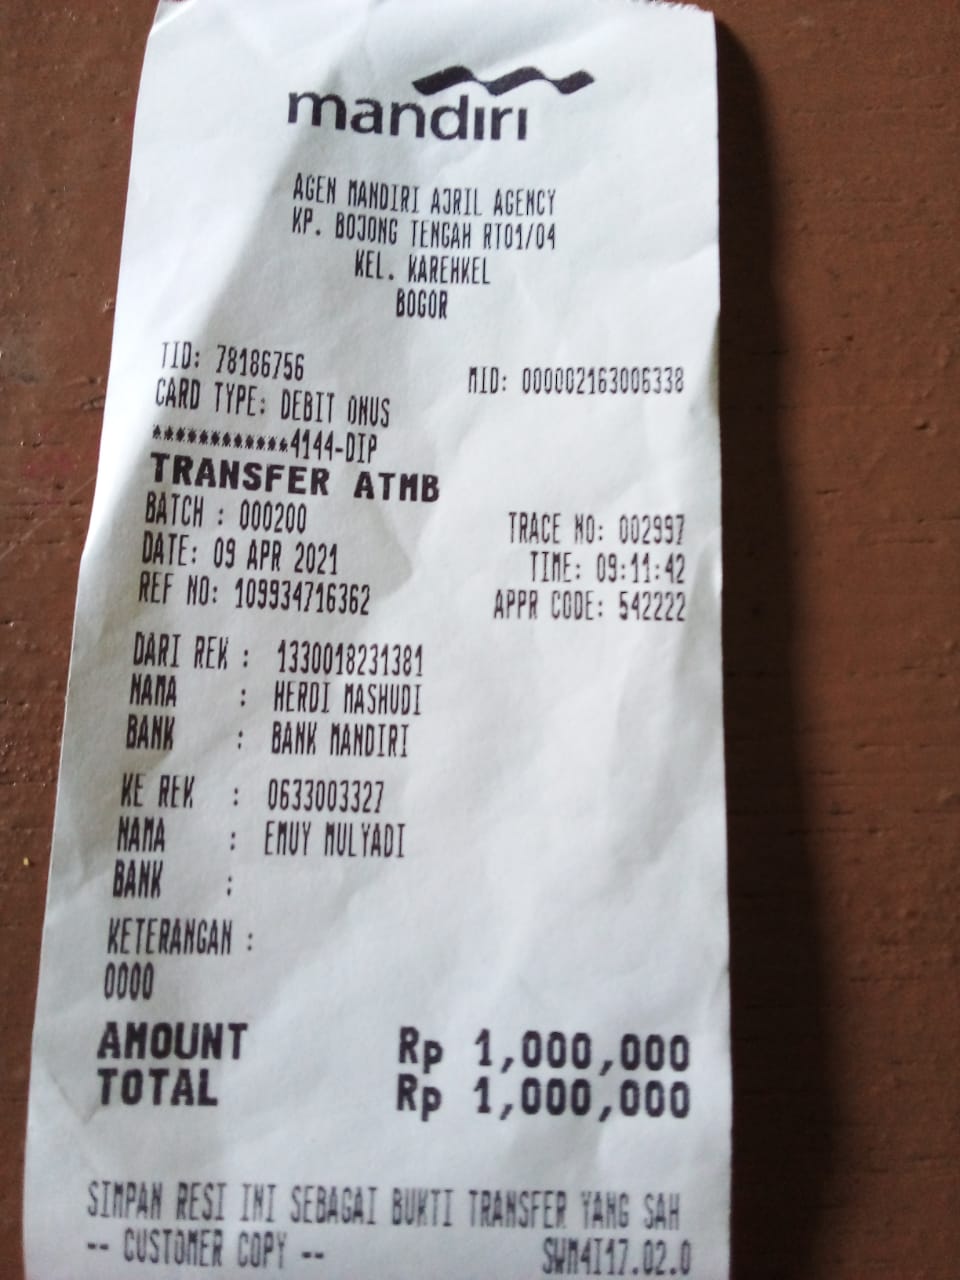 mandiri
AGEN MANDIRI AJRIL AGENCY
KP. BOJONG TENGAH RT01/04
KEL. KAREHKEL
BOGOR
TID: 78186756 MID: 000002163006338
CARD TYPE: DEBIT ONUS
************4144-DIP
TRANSFER ATMB
BATCH : 000200 TRACE NO: 002997
DATE: 09 APR 2021 TIME: 09:11:42
REF NO: 109934716362 APPR CODE: 542222
DARI REK : 1330018231381
NAMA : HERDI MASHUDI
BANK : BANK MANDIRI
KE REK : 0633003327
NAMA : EMUY MULYADI
BANK :
KETERANGAN :
0000
AMOUNT Rp 1,000,000
TOTAL Rp 1,000,000
SIMPAN RESI INI SEBAGAI BUKTI TRANSFER YANG SAH
-- CUSTOMER COPY -- SWM4I17.02.0